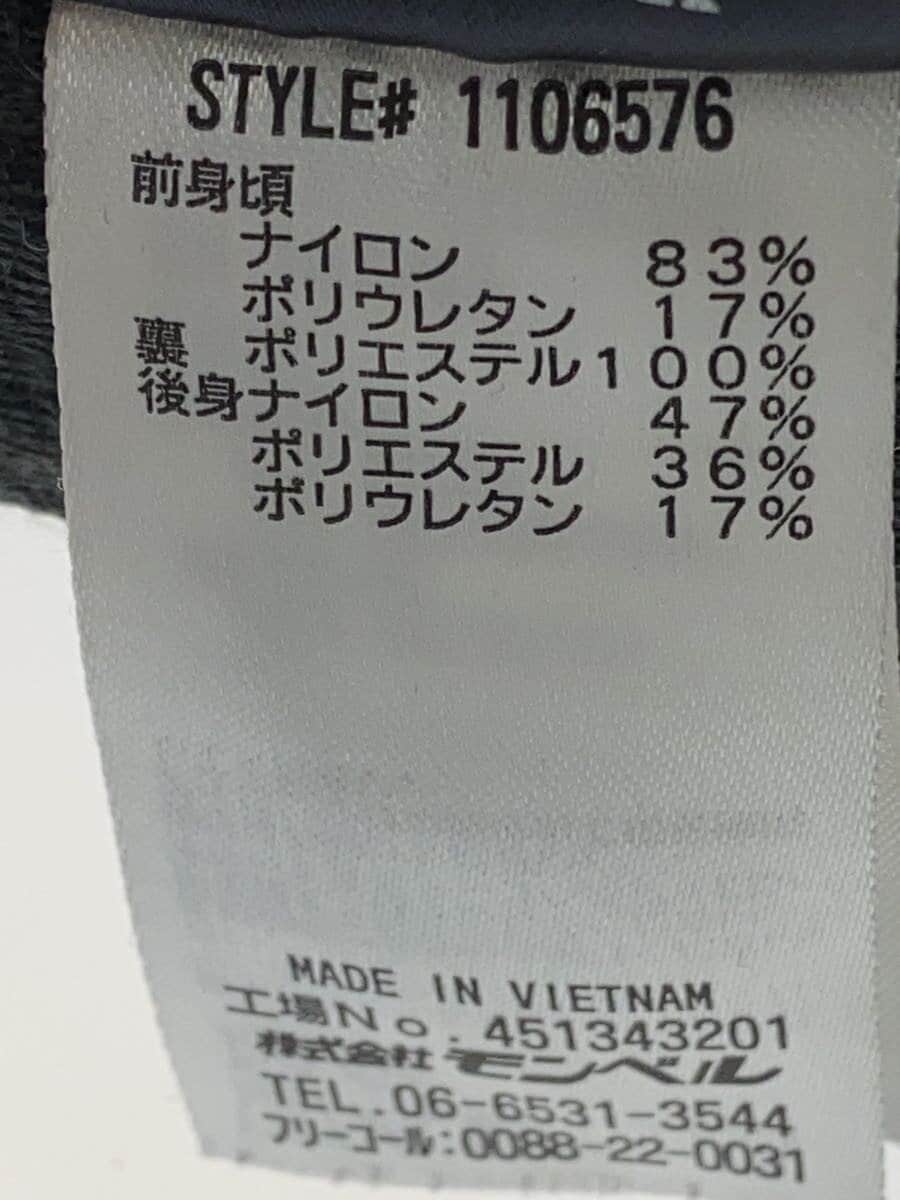 STYLE# 1106576
前身頃
ナイロン 83%
ポリウレタン 17%
裏 ポリエステル100%
後身ナイロン 47%
ポリエステル 36%
ポリウレタン 17%
MADE IN VIETNAM
工場No.451343201
株式会社モンベル
TEL.06-6531-3544
フリーコール:0088-22-0031